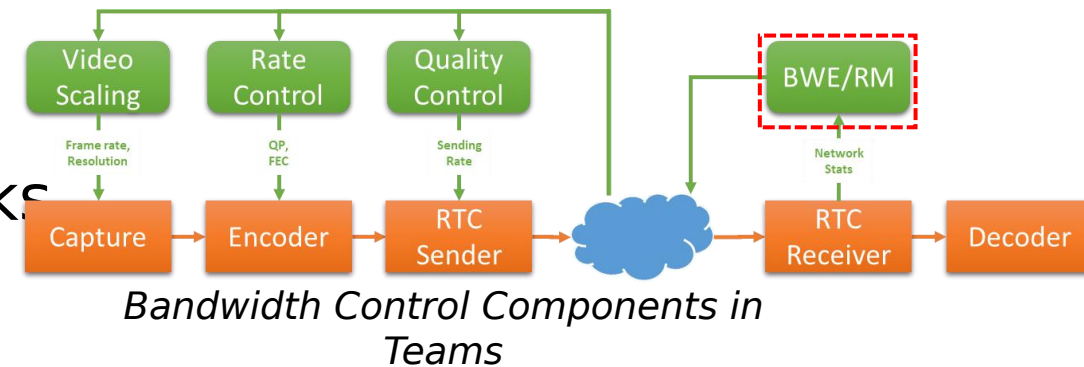 Video
Scaling
Rate
Control
Quality
Control
BWE/RM
Frame rate,
Resolution
QP,
FEC
Sending
Rate
Network
Stats
ks
Capture
Encoder
RTC
Sender
RTC
Receiver
Decoder
Bandwidth Control Components in
Teams